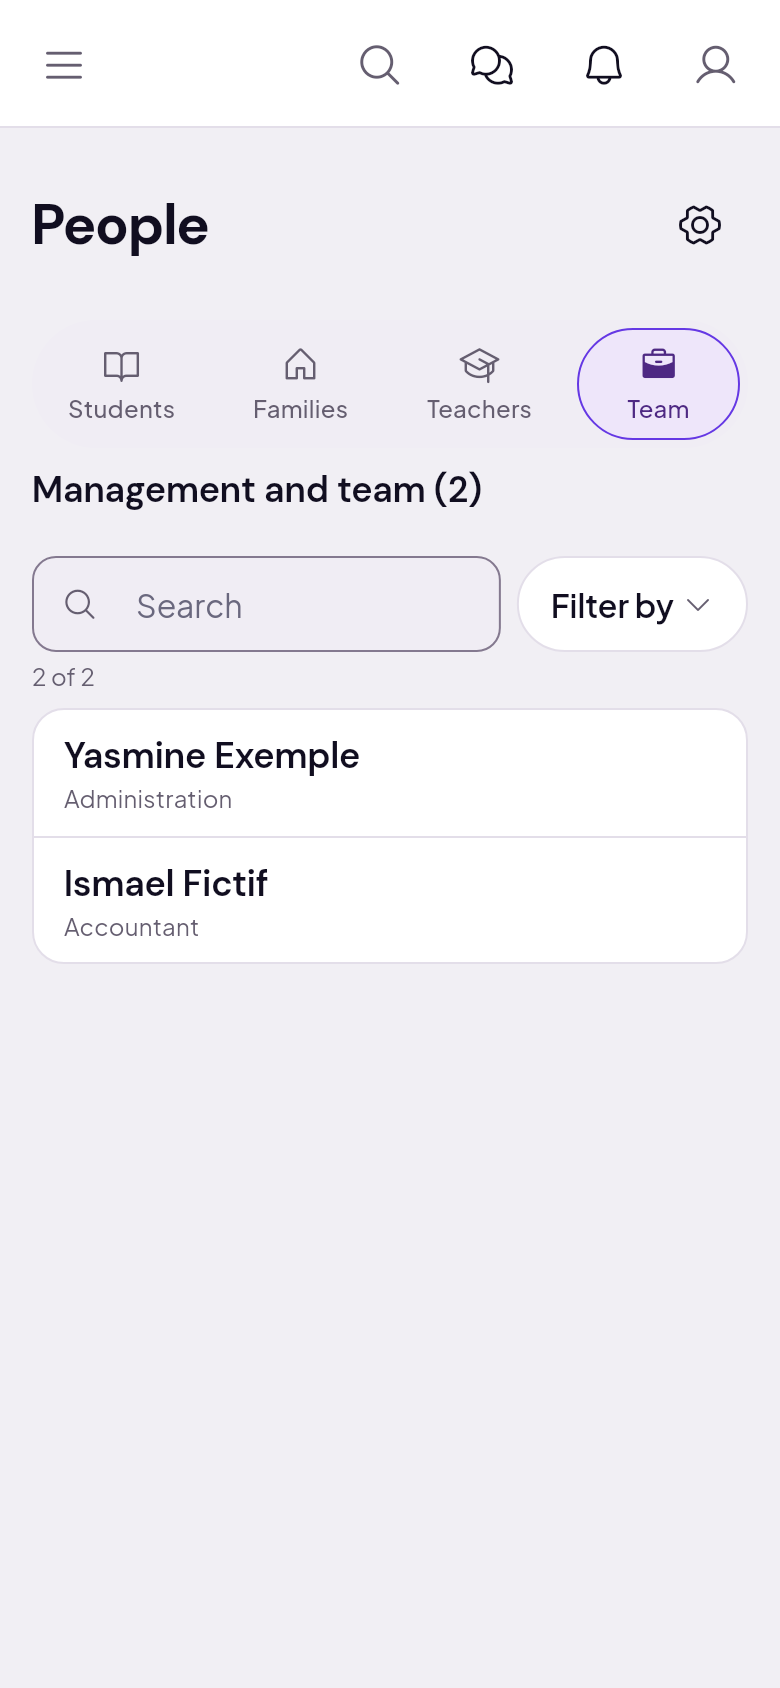 People
Students
Families
Teachers
Team
Management and team (2)
Search
Filter by
2 of 2
Yasmine Exemple
Administration
Ismael Fictif
Accountant